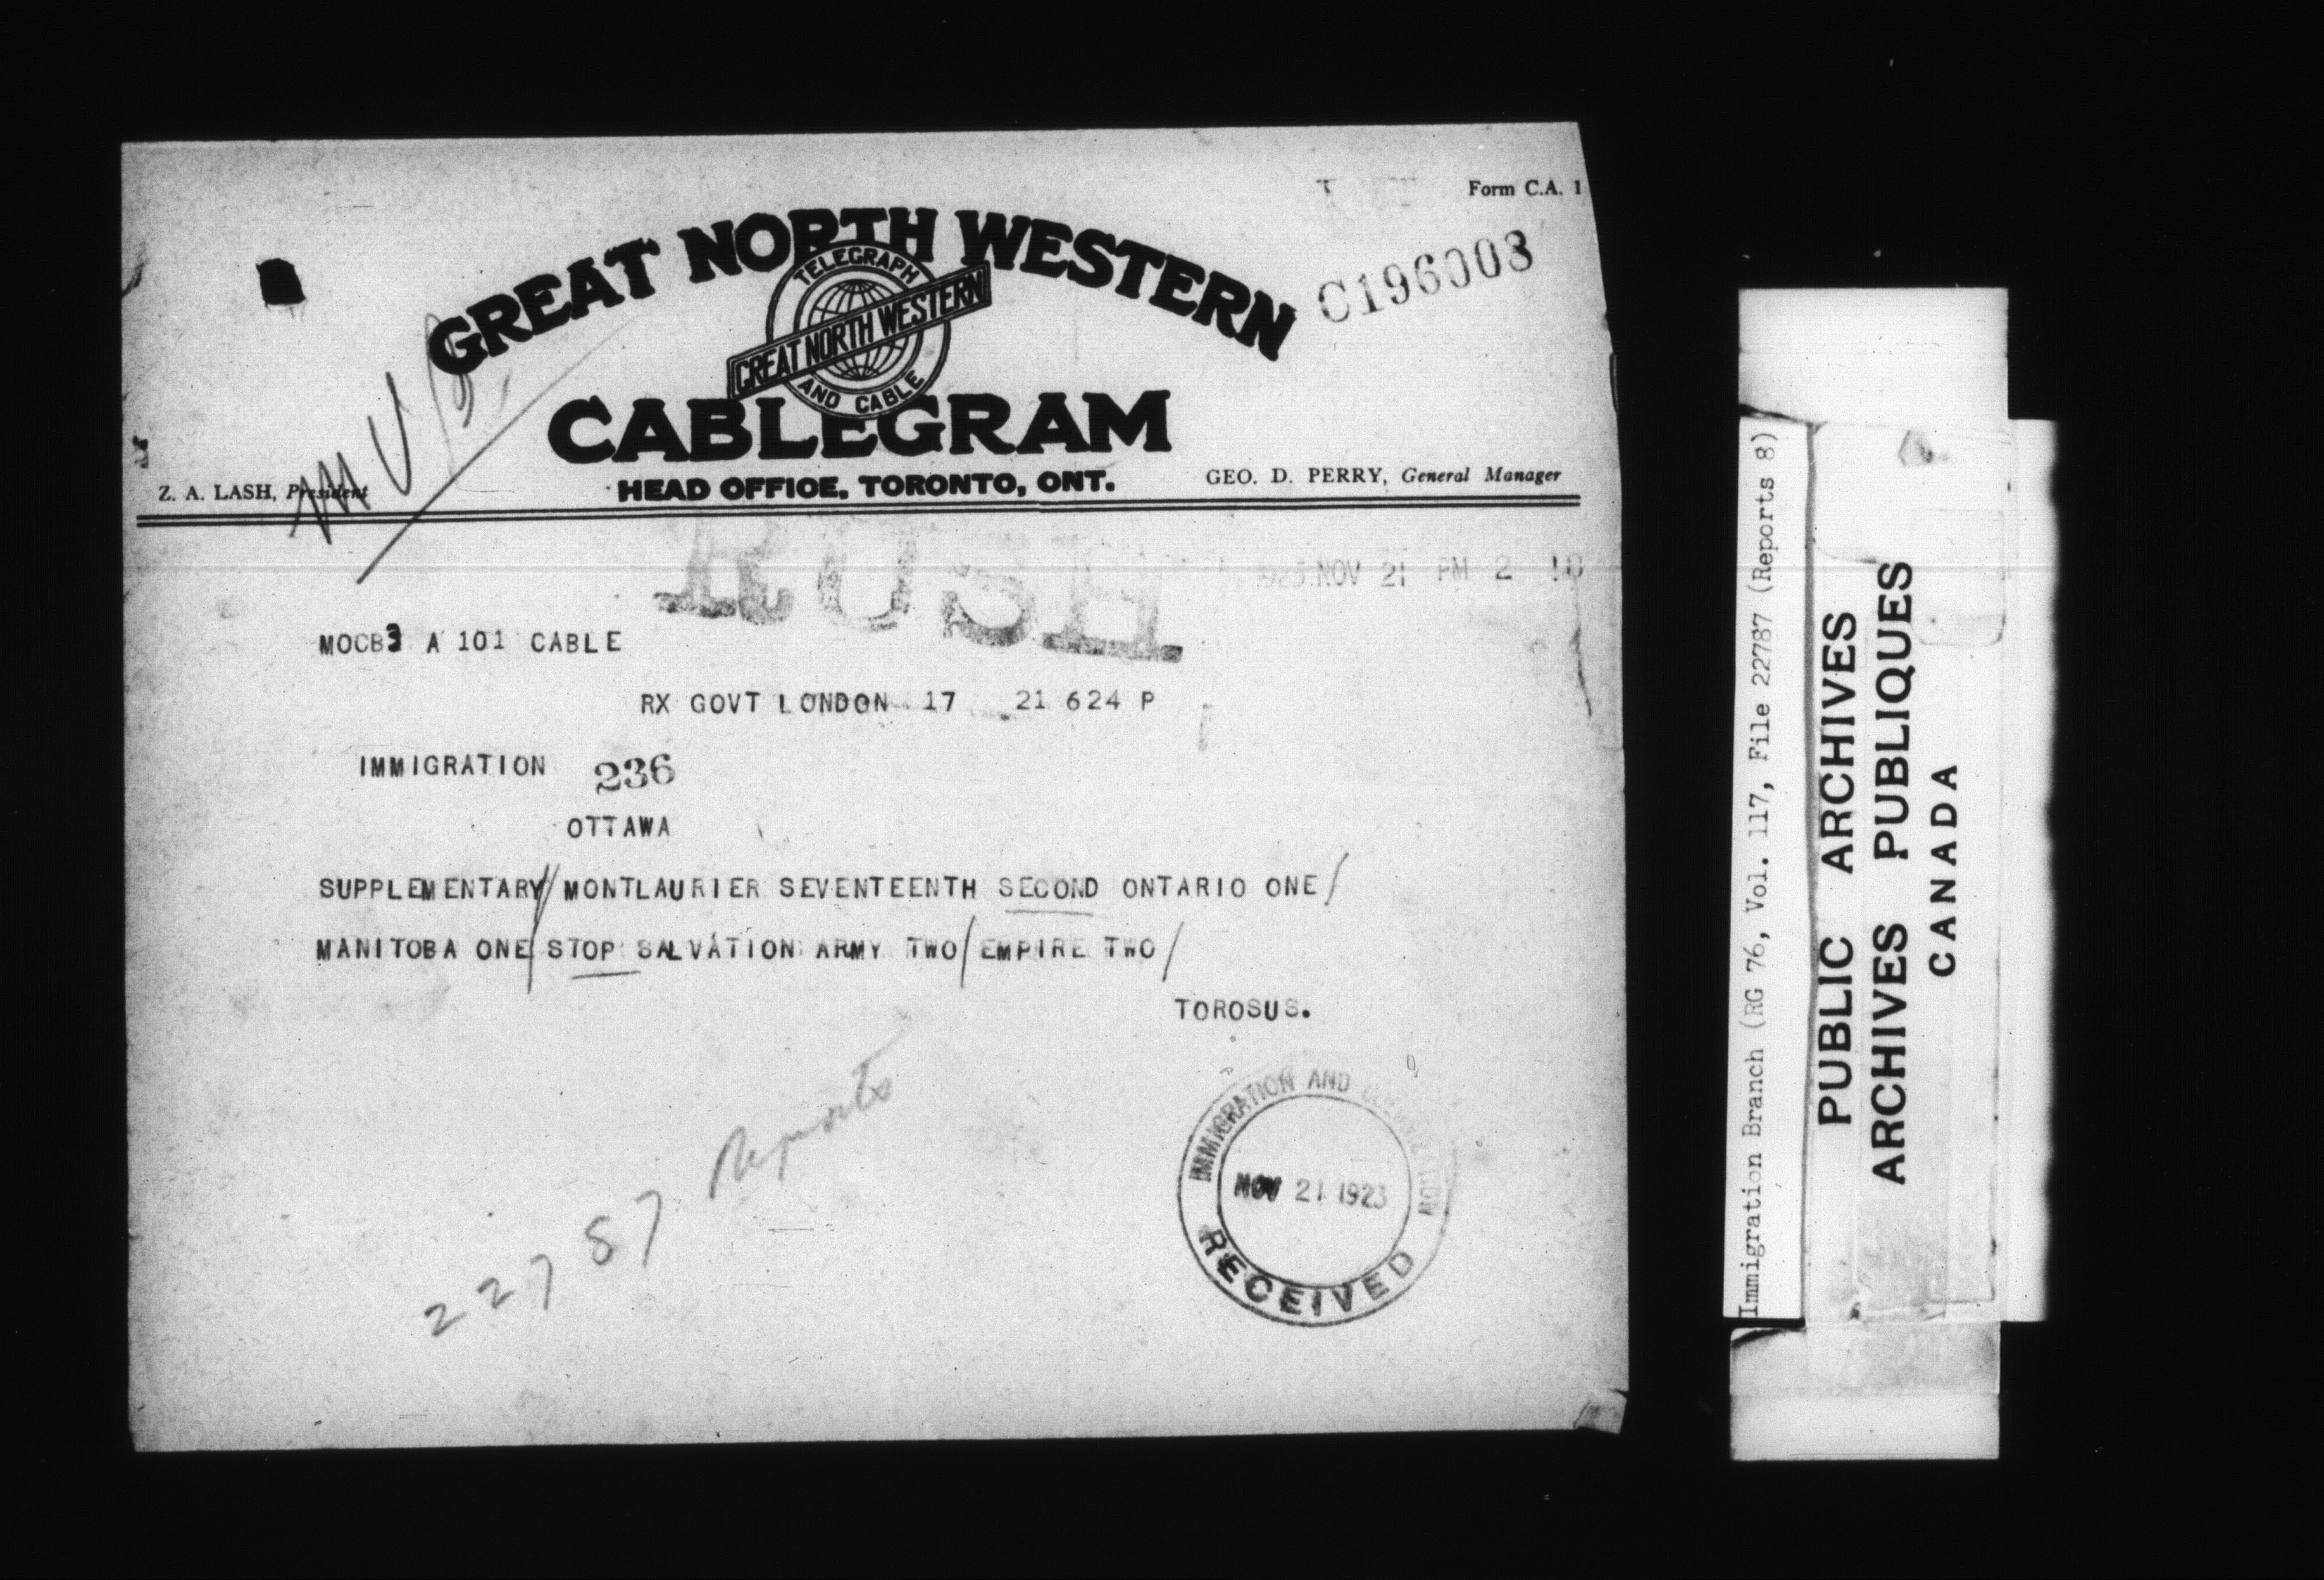 Form C.A. 1
C196008
GREAT NORTH WESTERN
TELEGRAPH
GREAT NORTH WESTERN
AND CABLE
CABLEGRAM
Z. A. LASH, President
HEAD OFFICE, TORONTO, ONT.
GEO. D. PERRY, General Manager
RUSH
NOV 21 PM 2
MOCB3 A 101 CABLE
RX GOVT LONDON 17 21 624 P
IMMIGRATION 236
OTTAWA
SUPPLEMENTARY// MONTLAURIER SEVENTEENTH SECOND ONTARIO ONE/
MANITOBA ONE/ STOP SALVATION ARMY TWO/ EMPIRE TWO/
TOROSUS.
Reports
22787
IMMIGRATION AND COLONIZATION
NOV 21 1923
RECEIVED
Immigration Branch (RG 76, Vol. 117, File 22787 (Reports 8)
PUBLIC ARCHIVES
ARCHIVES PUBLIQUES
CANADA